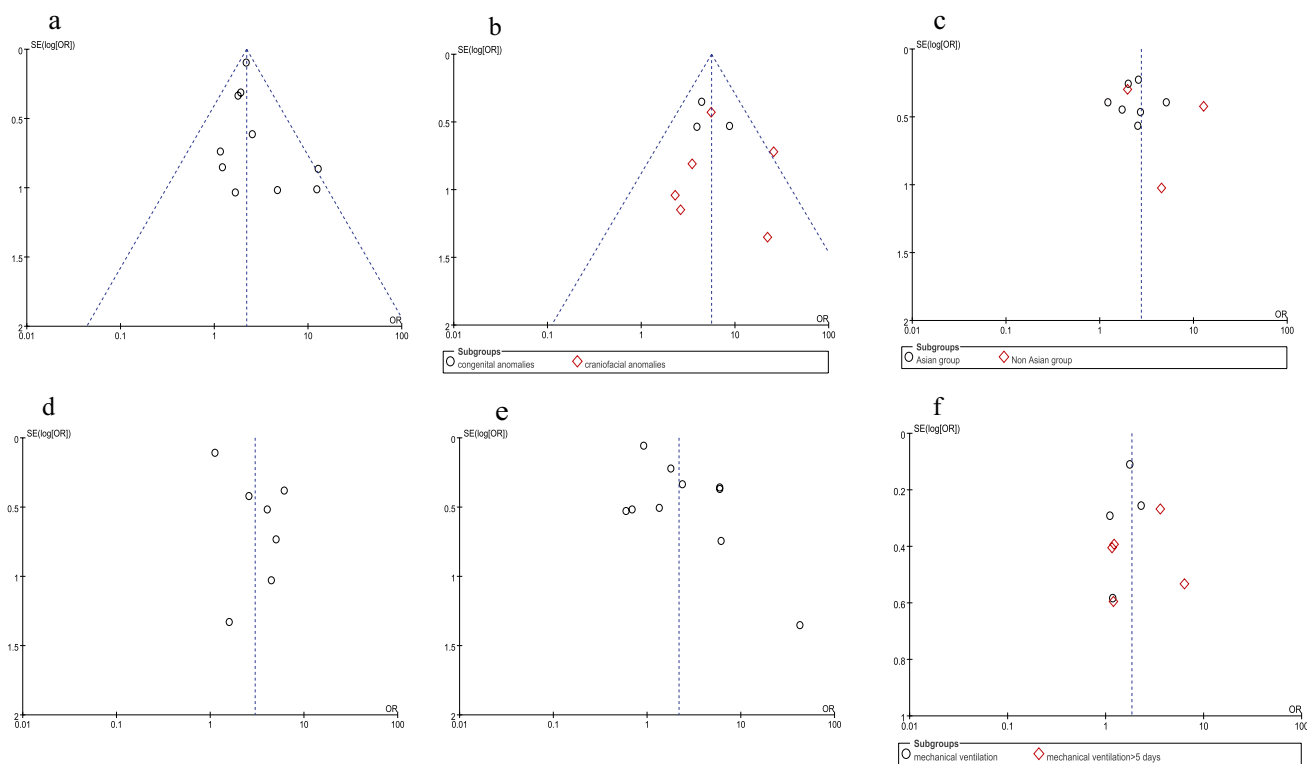 a
SE(log[OR])
0
0.5
1
1.5
2
0.01 0.1 1 10 100
OR
b
SE(log[OR])
0
0.5
1
1.5
2
0.01 0.1 1 10 100
OR
Subgroups
congenital anomalies craniofacial anomalies
c
SE(log[OR])
0
0.5
1
1.5
2
0.01 0.1 1 10 100
OR
Subgroups
Asian group Non Asian group
d
SE(log[OR])
0
0.5
1
1.5
2
0.01 0.1 1 10 100
OR
e
SE(log[OR])
0
0.5
1
1.5
2
0.01 0.1 1 10 100
OR
f
SE(log[OR])
0
0.2
0.4
0.6
0.8
1
0.01 0.1 1 10 100
OR
Subgroups
mechanical ventilation mechanical ventilation>5 days